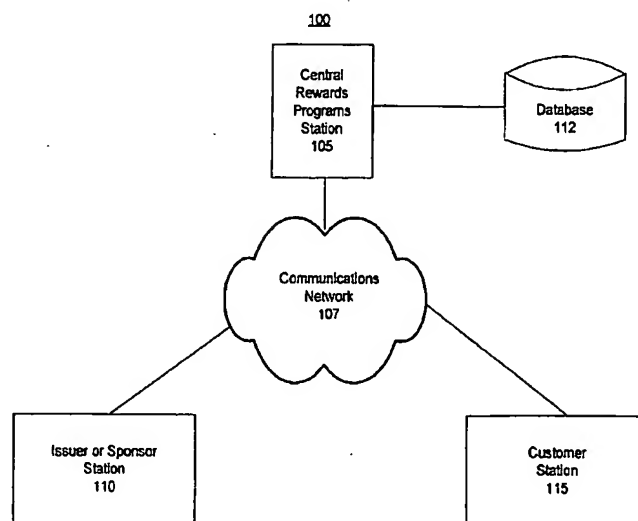 100
Central
Rewards
Programs
Station
105
Database
112
Communications
Network
107
Issuer or Sponsor
Station
110
Customer
Station
115